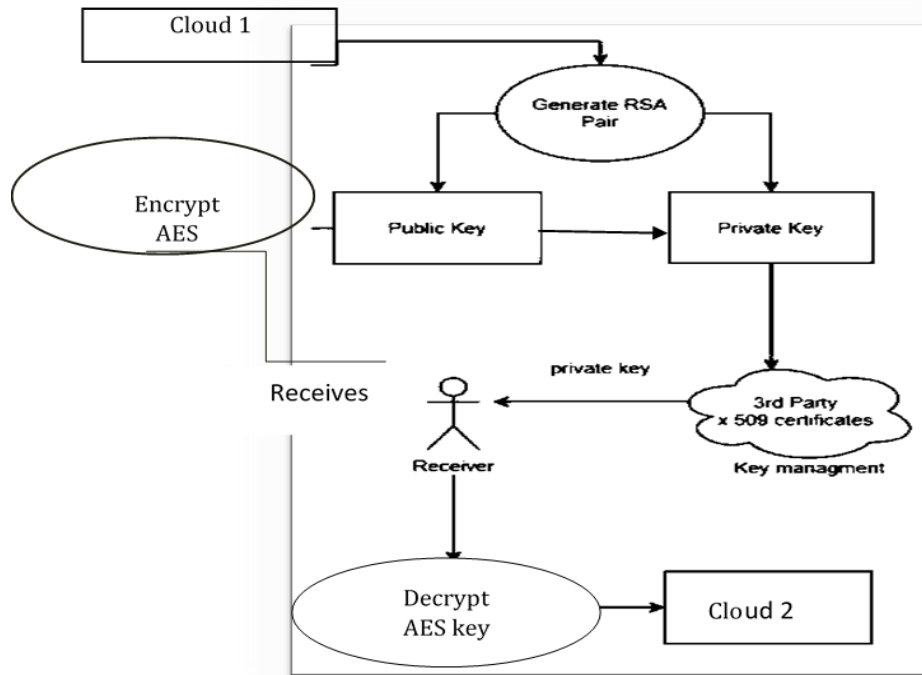 Cloud 1
Generate RSA
Pair
Encrypt
AES
Public Key
Private Key
private key
Receives
3rd Party
x 509 certificates
Receiver
Key managment
Decrypt
AES key
Cloud 2